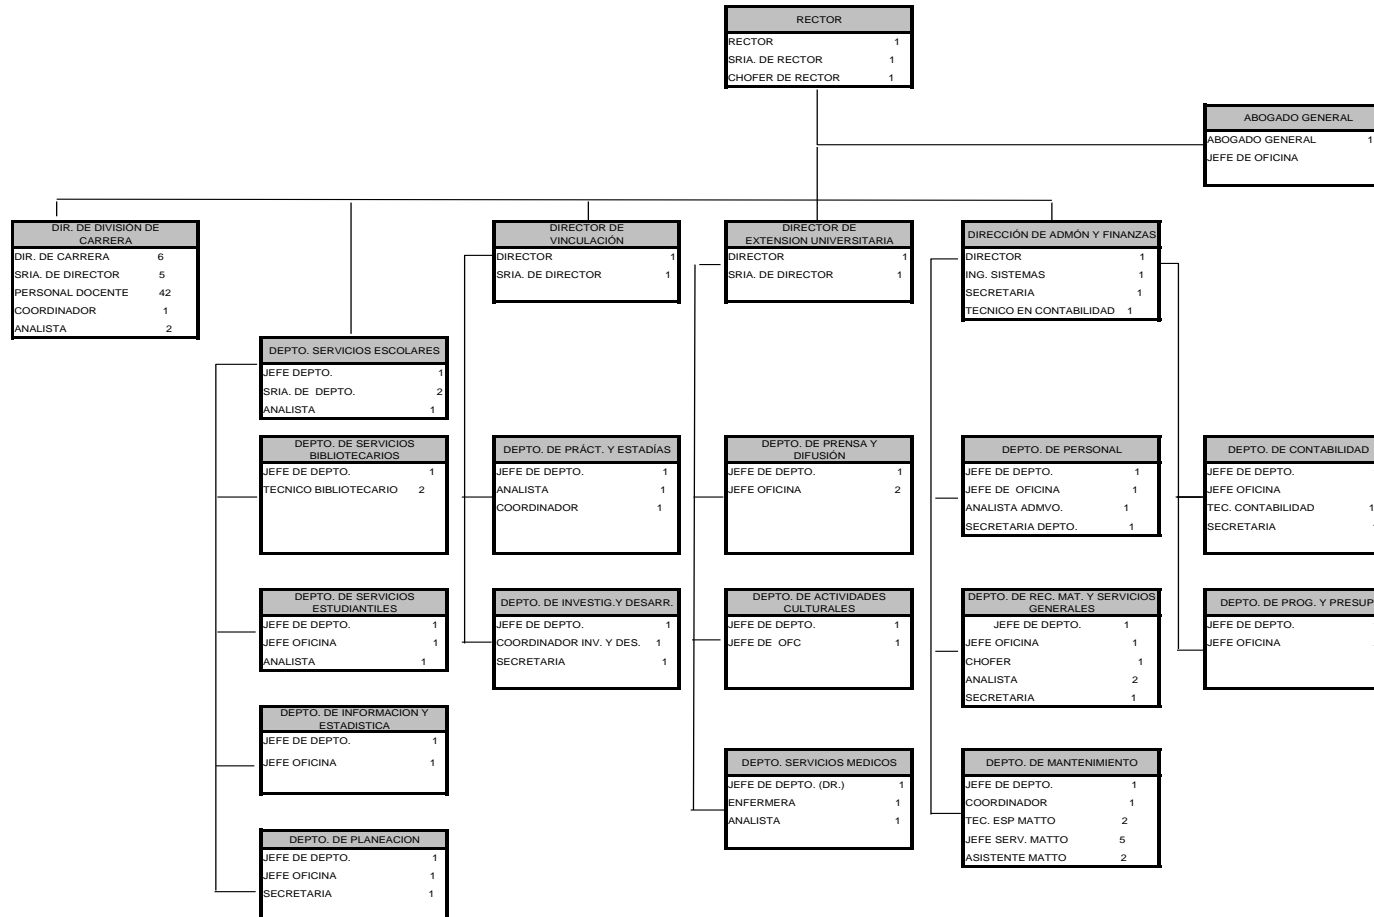 RECTOR
RECTOR 1
SRIA. DE RECTOR 1
CHOFER DE RECTOR 1
ABOGADO GENERAL
ABOGADO GENERAL 1
JEFE DE OFICINA
DIR. DE DIVISIÓN DE
CARRERA
DIR. DE CARRERA 6
SRIA. DE DIRECTOR 5
PERSONAL DOCENTE 42
COORDINADOR 1
ANALISTA 2
DIRECTOR DE
VINCULACIÓN
DIRECTOR 1
SRIA. DE DIRECTOR 1
DIRECTOR DE
EXTENSION UNIVERSITARIA
DIRECTOR 1
SRIA. DE DIRECTOR 1
DIRECCIÓN DE ADMÓN Y FINANZAS
DIRECTOR 1
ING. SISTEMAS 1
SECRETARIA 1
TECNICO EN CONTABILIDAD 1
DEPTO. SERVICIOS ESCOLARES
JEFE DEPTO. 1
SRIA. DE DEPTO. 2
ANALISTA 1
DEPTO. DE SERVICIOS
BIBLIOTECARIOS
JEFE DE DEPTO. 1
TECNICO BIBLIOTECARIO 2
DEPTO. DE PRÁCT. Y ESTADÍAS
JEFE DE DEPTO. 1
ANALISTA 1
COORDINADOR 1
DEPTO. DE PRENSA Y
DIFUSIÓN
JEFE DE DEPTO. 1
JEFE OFICINA 2
DEPTO. DE PERSONAL
JEFE DE DEPTO. 1
JEFE DE OFICINA 1
ANALISTA ADMVO. 1
SECRETARIA DEPTO. 1
DEPTO. DE CONTABILIDAD
JEFE DE DEPTO.
JEFE OFICINA
TEC. CONTABILIDAD 1
SECRETARIA
DEPTO. DE SERVICIOS
ESTUDIANTILES
JEFE DE DEPTO. 1
JEFE OFICINA 1
ANALISTA 1
DEPTO. DE INVESTIG.Y DESARR.
JEFE DE DEPTO. 1
COORDINADOR INV. Y DES. 1
SECRETARIA 1
DEPTO. DE ACTIVIDADES
CULTURALES
JEFE DE DEPTO. 1
JEFE DE OFC 1
DEPTO. DE REC. MAT. Y SERVICIOS
GENERALES
JEFE DE DEPTO. 1
JEFE OFICINA 1
CHOFER 1
ANALISTA 2
SECRETARIA 1
DEPTO. DE PROG. Y PRESUP
JEFE DE DEPTO.
JEFE OFICINA
DEPTO. DE INFORMACION Y
ESTADISTICA
JEFE DE DEPTO. 1
JEFE OFICINA 1
DEPTO. SERVICIOS MEDICOS
JEFE DE DEPTO. (DR.) 1
ENFERMERA 1
ANALISTA 1
DEPTO. DE MANTENIMIENTO
JEFE DE DEPTO. 1
COORDINADOR 1
TEC. ESP MATTO 2
JEFE SERV. MATTO 5
ASISTENTE MATTO 2
DEPTO. DE PLANEACION
JEFE DE DEPTO. 1
JEFE OFICINA 1
SECRETARIA 1